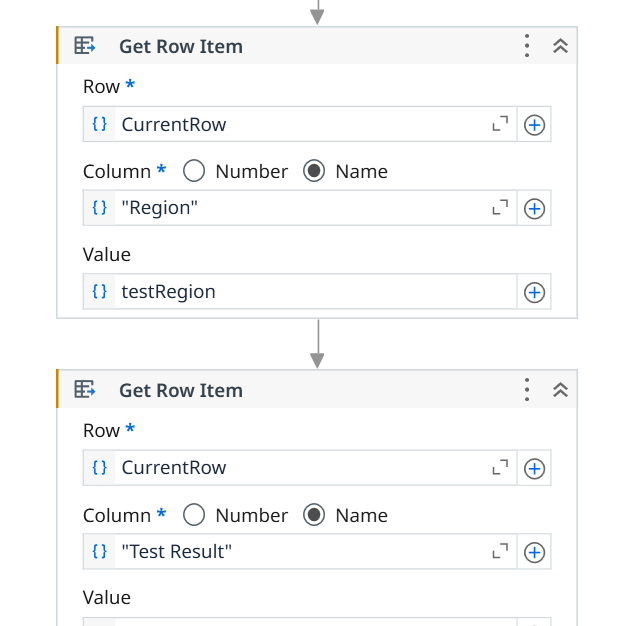 Get Row Item
Row *
CurrentRow
Column * Number Name
"Region"
Value
testRegion
Get Row Item
Row *
CurrentRow
Column * Number Name
"Test Result"
Value